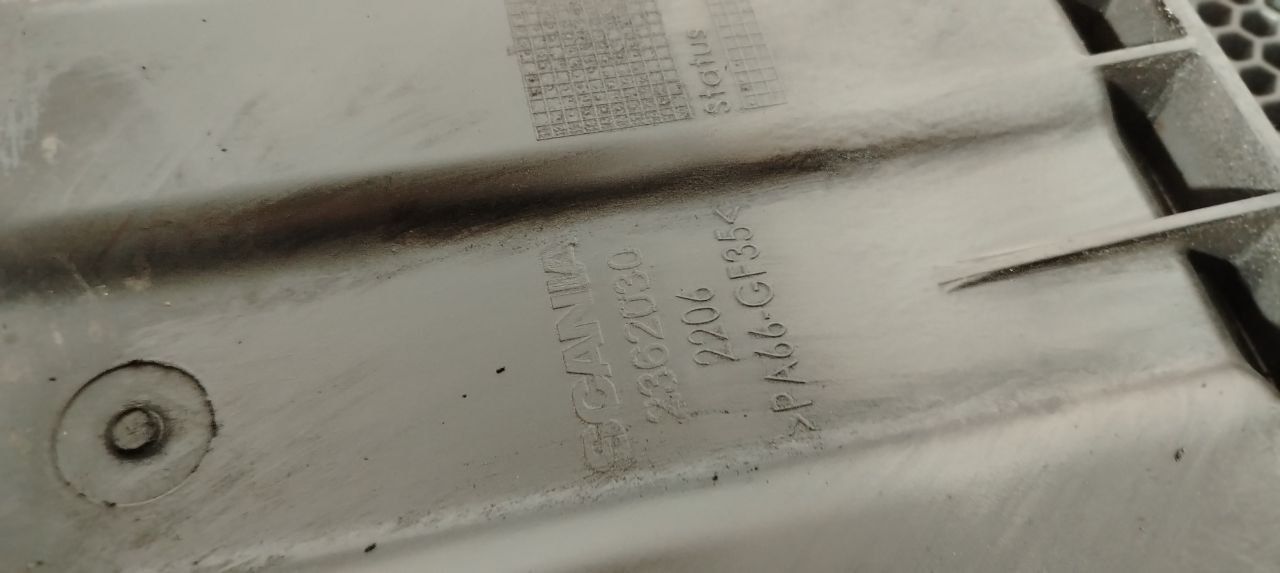 Status
SCANIA
2362030
2206
>PA66-GF35<